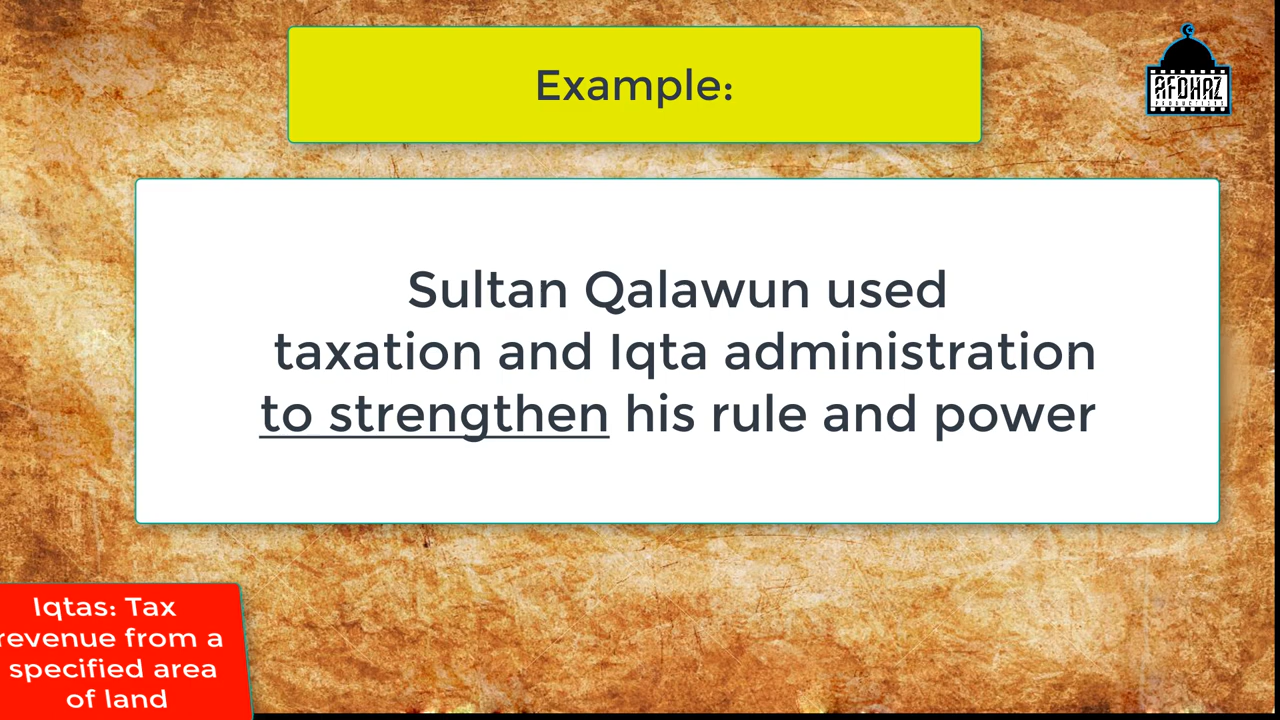 Example:
AFDHAZ
PRODUCTIONS
Sultan Qalawun used
taxation and Iqta administration
to strengthen his rule and power
Iqtas: Tax
revenue from a
specified area
of land